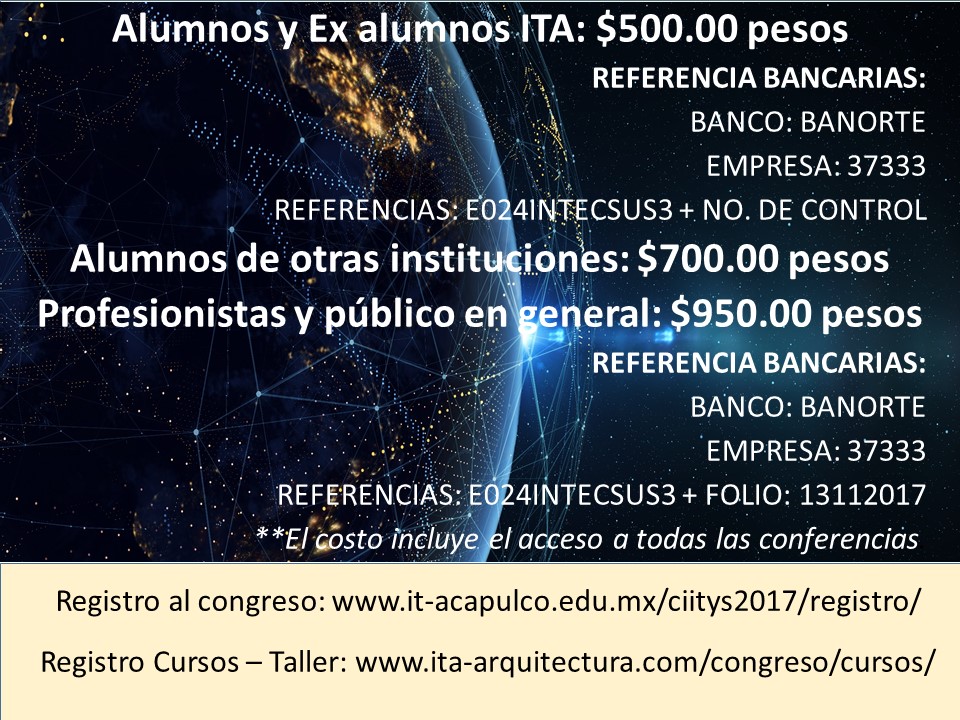 Alumnos y Ex alumnos ITA: $500.00 pesos
REFERENCIA BANCARIAS:
BANCO: BANORTE
EMPRESA: 37333
REFERENCIAS: E024INTECSUS3 + NO. DE CONTROL
Alumnos de otras instituciones: $700.00 pesos
Profesionistas y público en general: $950.00 pesos
REFERENCIA BANCARIAS:
BANCO: BANORTE
EMPRESA: 37333
REFERENCIAS: E024INTECSUS3 + FOLIO: 13112017
**El costo incluye el acceso a todas las conferencias
Registro al congreso: www.it-acapulco.edu.mx/ciitys2017/registro/
Registro Cursos – Taller: www.ita-arquitectura.com/congreso/cursos/